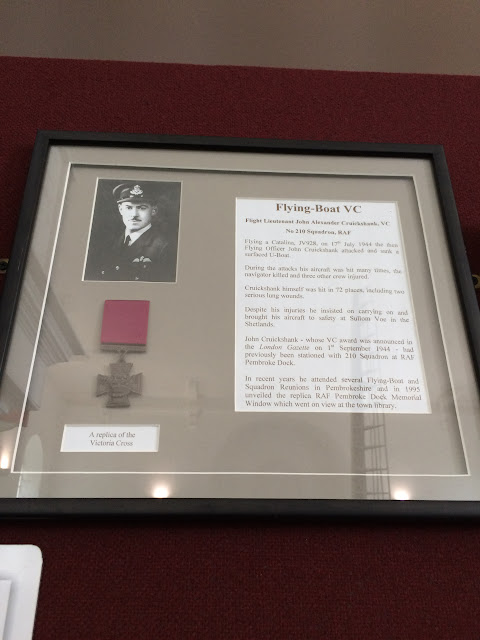 Flying-Boat VC
Flight Lieutenant John Alexander Cruickshank, VC
No 210 Squadron, RAF
Flying a Catalina, JV928, on 17th July 1944 the then
Flying Officer John Cruickshank attacked and sank a
surfaced U-Boat.
During the attacks his aircraft was hit many times, the
navigator killed and three other crew injured.
Cruickshank himself was hit in 72 places, including two
serious lung wounds.
Despite his injuries he insisted on carrying on and
brought his aircraft to safety at Sullom Voe in the
Shetlands.
John Cruickshank - whose VC award was announced in
the London Gazette on 1st September 1944 - had
previously been stationed with 210 Squadron at RAF
Pembroke Dock.
In recent years he attended several Flying-Boat and
Squadron Reunions in Pembrokeshire and in 1995
unveiled the replica RAF Pembroke Dock Memorial
Window which went on view at the town library.
A replica of the
Victoria Cross